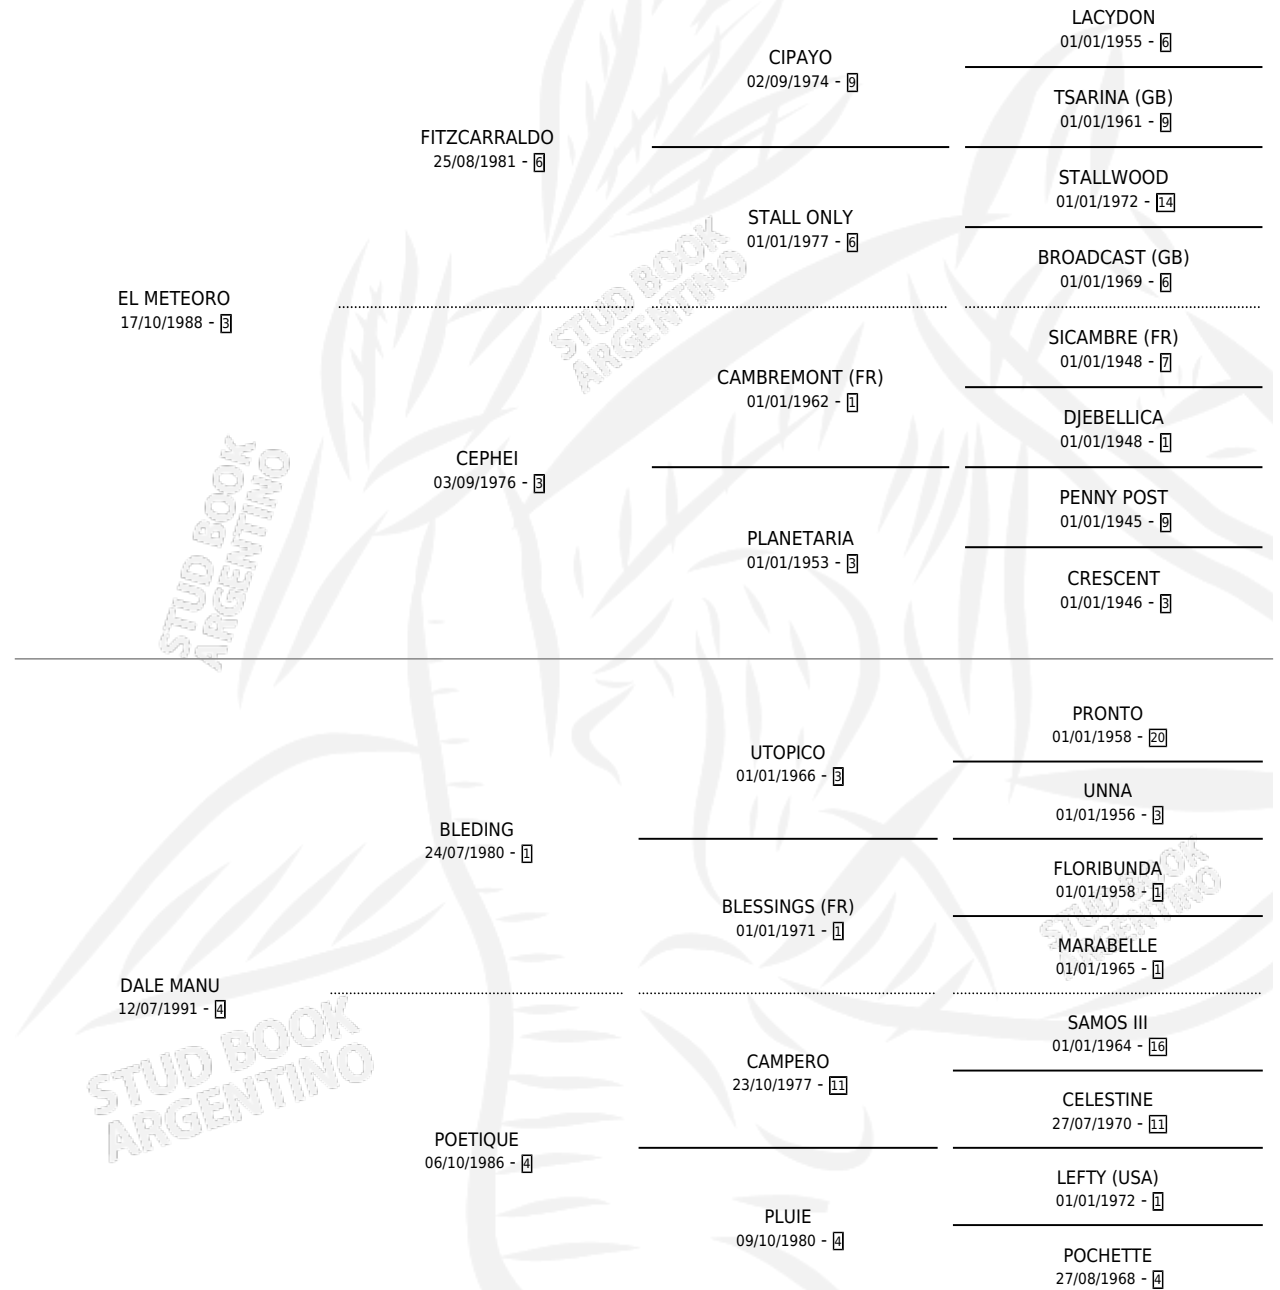 LACYDON
01/01/1955 - 6
CIPAYO
02/09/1974 - 9
TSARINA (GB)
01/01/1961 - 9
FITZCARRALDO
25/08/1981 - 6
STALLWOOD
01/01/1972 - 14
STALL ONLY
01/01/1977 - 6
BROADCAST (GB)
01/01/1969 - 6
EL METEORO
17/10/1988 - 3
STUD BOOK
ARGENTINO
SICAMBRE (FR)
01/01/1948 - 7
CAMBREMONT (FR)
01/01/1962 - 1
DJEBELLICA
01/01/1948 - 1
CEPHEI
03/09/1976 - 3
PENNY POST
01/01/1945 - 9
PLANETARIA
01/01/1953 - 3
CRESCENT
01/01/1946 - 3
STUD BOOK
ARGENTINO
PRONTO
01/01/1958 - 20
UTOPICO
01/01/1966 - 3
UNNA
01/01/1956 - 3
BLEDING
24/07/1980 - 1
FLORIBUNDA
01/01/1958 - 1
BLESSINGS (FR)
01/01/1971 - 1
STUD BOOK
ARGENTINO
MARABELLE
01/01/1965 - 1
DALE MANU
12/07/1991 - 4
STUD BOOK
ARGENTINO
SAMOS III
01/01/1964 - 16
CAMPERO
23/10/1977 - 11
CELESTINE
27/07/1970 - 11
POETIQUE
06/10/1986 - 4
LEFTY (USA)
01/01/1972 - 1
PLUIE
09/10/1980 - 4
POCHETTE
27/08/1968 - 4